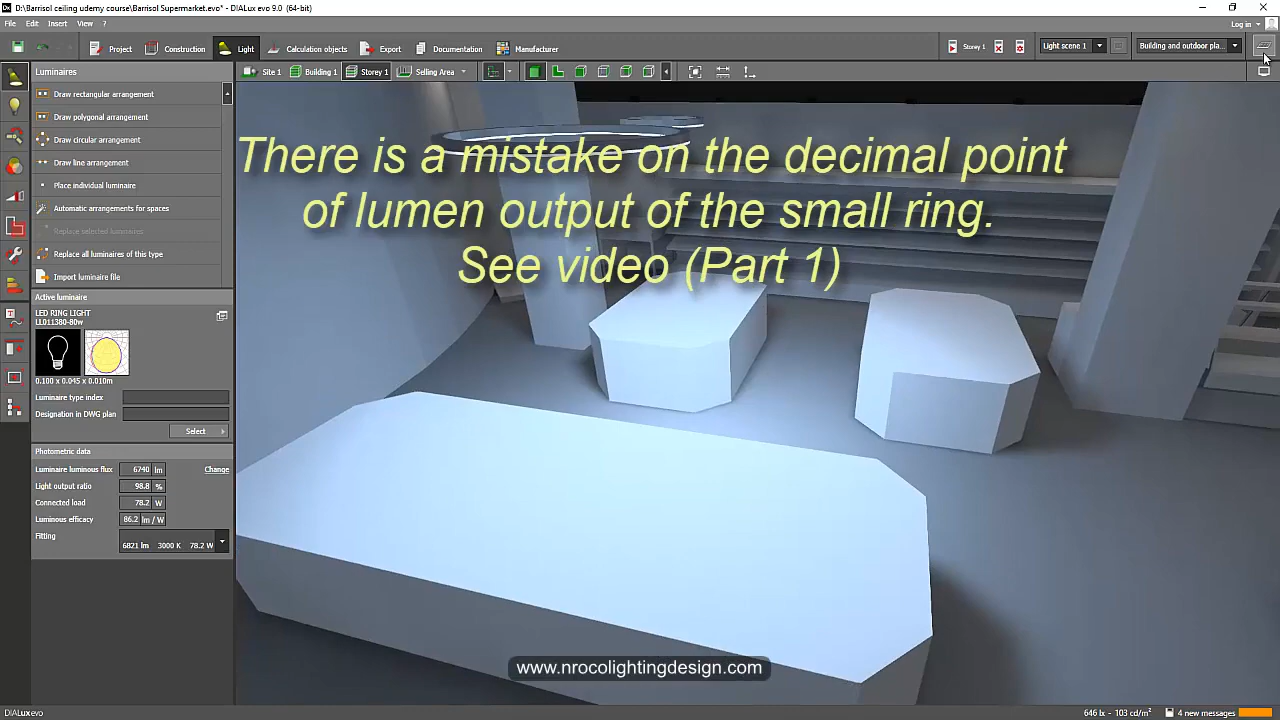 D:\Barrisol ceiling udemy course\Barrisol Supermarket.evo* - DIALux evo 9.0 (64-bit)
File Edit Insert View ?
Log in
Project Construction Light Calculation objects Export Documentation Manufacturer
Storey 1 Light scene 1 Building and outdoor pla...
Luminaires
Site 1 Building 1 Storey 1 Selling Area
Draw rectangular arrangement
Draw polygonal arrangement
Draw circular arrangement
Draw line arrangement
Place individual luminaire
Automatic arrangements for spaces
Replace selected luminaires
Replace all luminaires of this type
Import luminaire file
There is a mistake on the decimal point
of lumen output of the small ring.
See video (Part 1)
Active luminaire
LED RING LIGHT
LL011380-80w
0.100 x 0.045 x 0.010m
Luminaire type index
Designation in DWG plan
Select
Photometric data
Luminaire luminous flux 6740 lm Change
Light output ratio 98.8 %
Connected load 78.2 W
Luminous efficacy 86.2 lm / W
Fitting
6821 lm 3000 K 78.2 W
www.nrocolightingdesign.com
DIALux evo
646 lx - 103 cd/m² 4 new messages